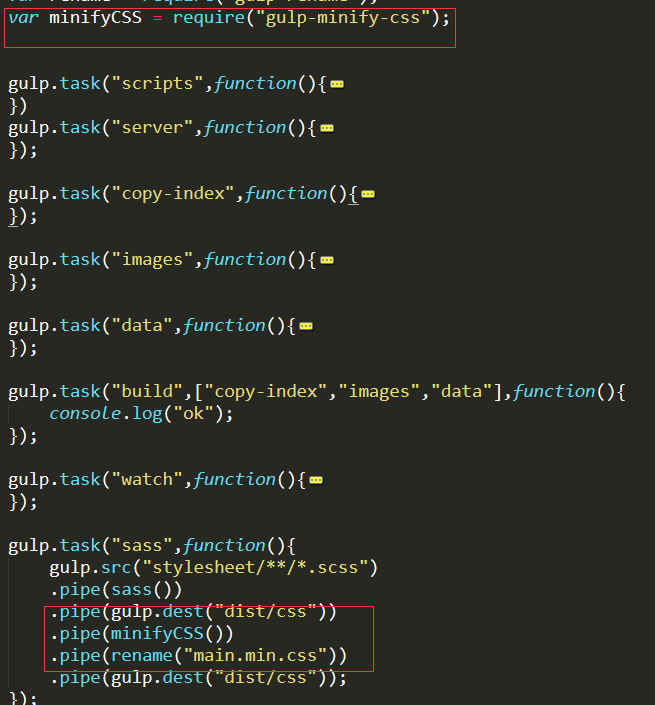 var minifyCSS = require("gulp-minify-css");
gulp.task("scripts",function(){
})
gulp.task("server",function(){
});
gulp.task("copy-index",function(){
});
gulp.task("images",function(){
});
gulp.task("data",function(){
});
gulp.task("build",["copy-index","images","data"],function(){
    console.log("ok");
});
gulp.task("watch",function(){
});
gulp.task("sass",function(){
    gulp.src("stylesheet/**/*.scss")
    .pipe(sass())
    .pipe(gulp.dest("dist/css"))
    .pipe(minifyCSS())
    .pipe(rename("main.min.css"))
    .pipe(gulp.dest("dist/css"));
});